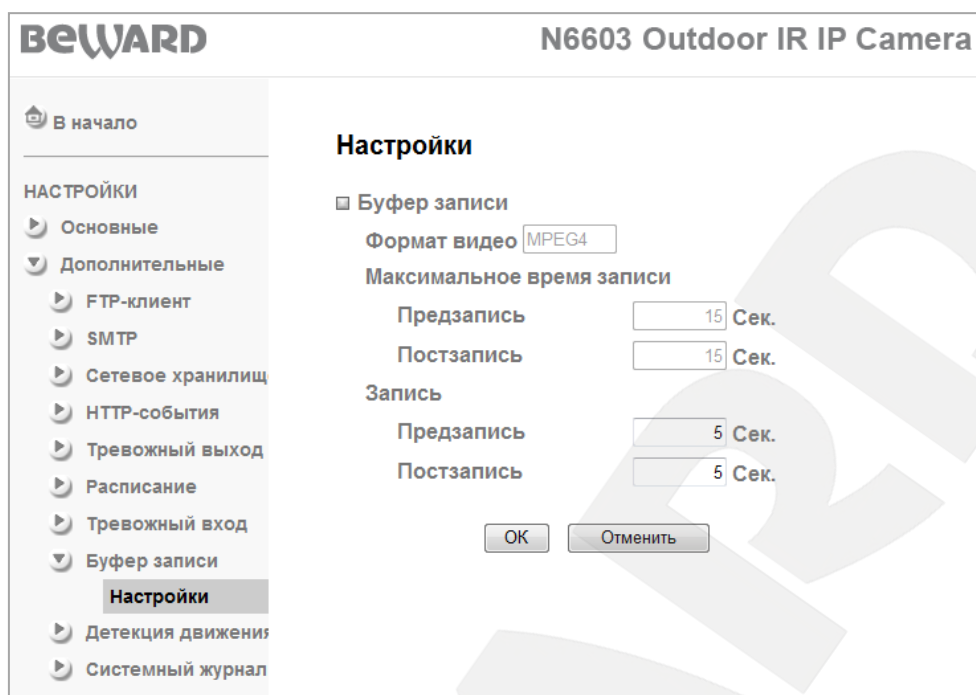 BEWARD
N6603 Outdoor IR IP Camera
В начало
НАСТРОЙКИ
Основные
Дополнительные
FTP-клиент
SMTP
Сетевое хранилищ
HTTP-события
Тревожный выход
Расписание
Тревожный вход
Буфер записи
Настройки
Детекция движения
Системный журнал
Настройки
Буфер записи
Формат видео MPEG4
Максимальное время записи
Предзапись 15 Сек.
Постзапись 15 Сек.
Запись
Предзапись 5 Сек.
Постзапись 5 Сек.
ОК Отменить